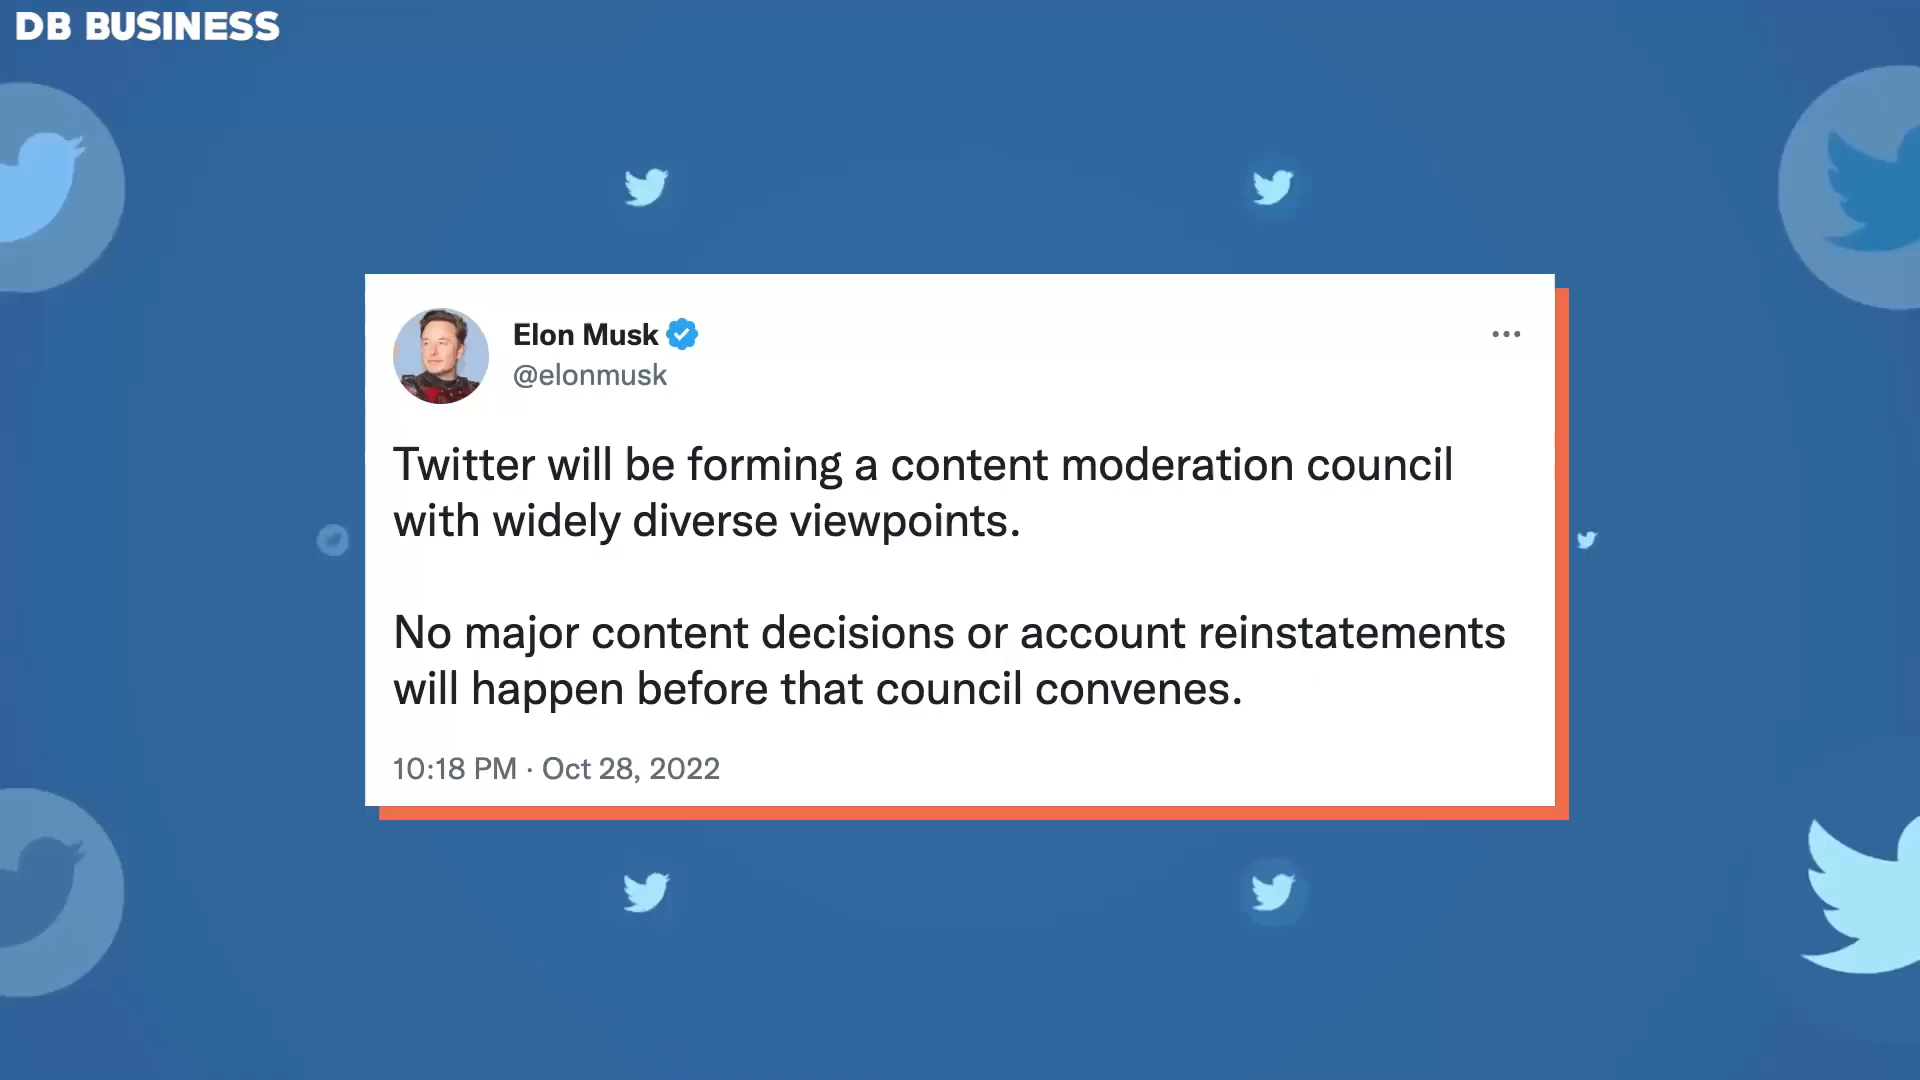 DB BUSINESS
Elon Musk
@elonmusk
Twitter will be forming a content moderation council
with widely diverse viewpoints.
No major content decisions or account reinstatements
will happen before that council convenes.
10:18 PM · Oct 28, 2022